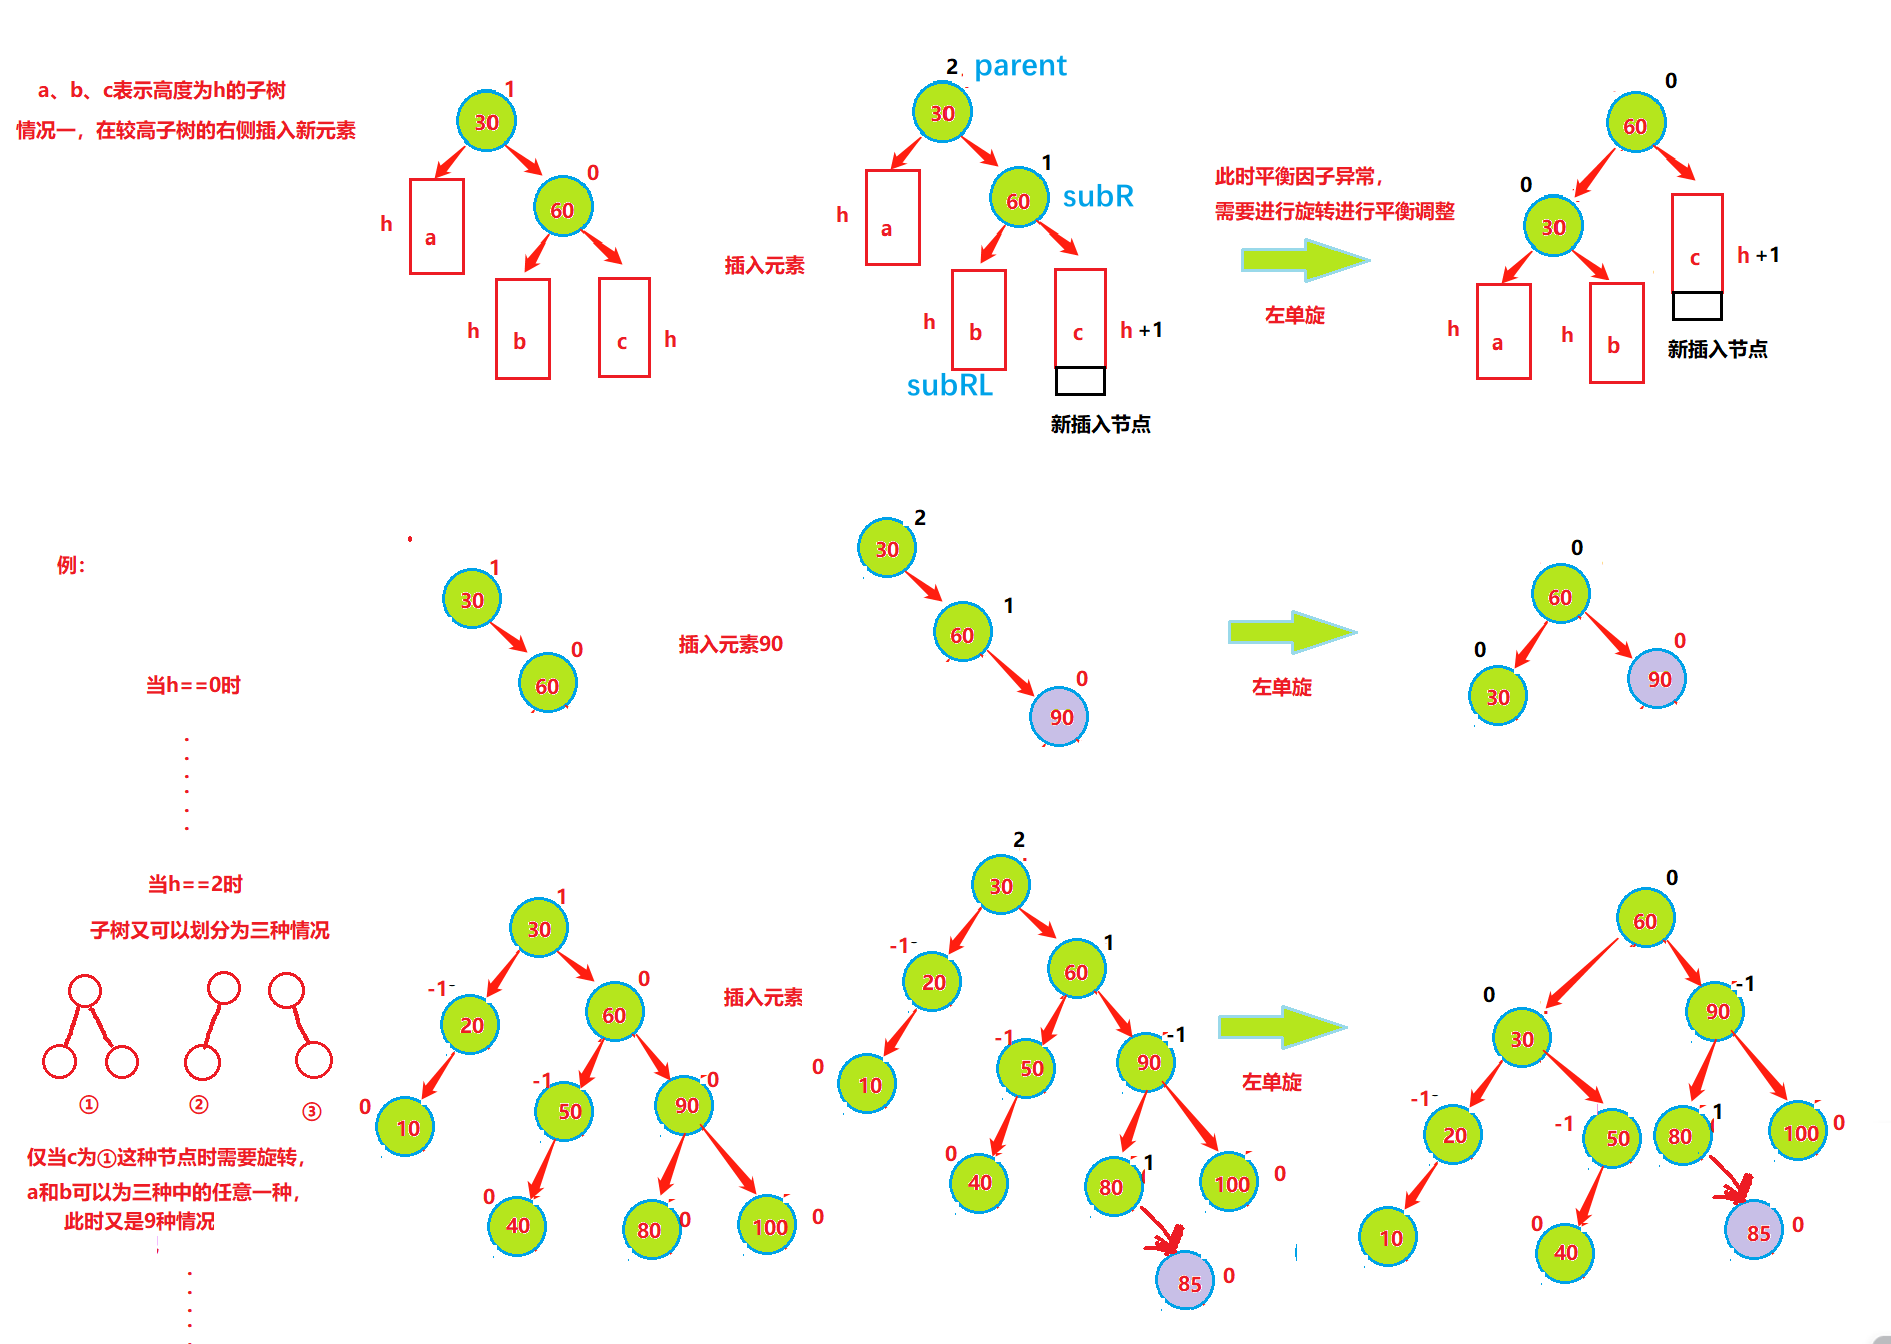 a、b、c表示高度为h的子树
情况一，在较高子树的右侧插入新元素
1
30
0
60
h
a
h
b
c
h
插入元素
2
parent
30
1
60
subR
h
a
h
b
c
h +1
subRL
新插入节点
此时平衡因子异常，
需要进行旋转进行平衡调整
左单旋
0
60
0
30
c
h +1
h
a
h
b
新插入节点
例：
当h==0时
1
30
0
60
插入元素90
2
30
1
60
0
90
左单旋
0
60
0
30
0
90
当h==2时
子树又可以划分为三种情况
①
②
③
仅当c为①这种节点时需要旋转，
a和b可以为三种中的任意一种，
此时又是9种情况
1
30
-1
20
0
60
0
10
-1
50
0
90
0
40
80
0
100
0
插入元素
2
30
-1
20
1
60
0
10
-1
50
-1
90
0
40
1
80
100
0
85
0
左单旋
0
60
0
30
-1
90
-1
20
-1
50
1
80
100
0
10
0
40
85
0